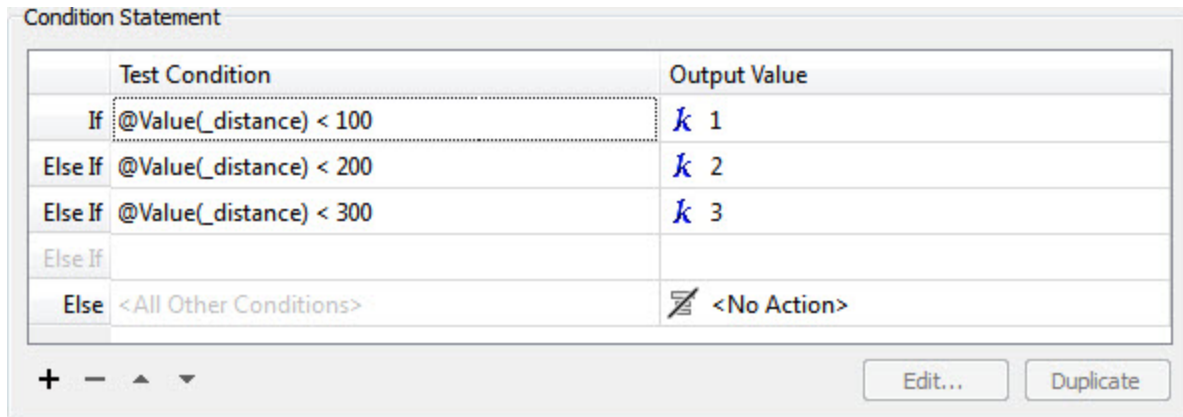 Condition Statement
Test Condition Output Value
If @Value(_distance) < 100 k 1
Else If @Value(_distance) < 200 k 2
Else If @Value(_distance) < 300 k 3
Else If
Else <All Other Conditions> <No Action>
Edit... Duplicate